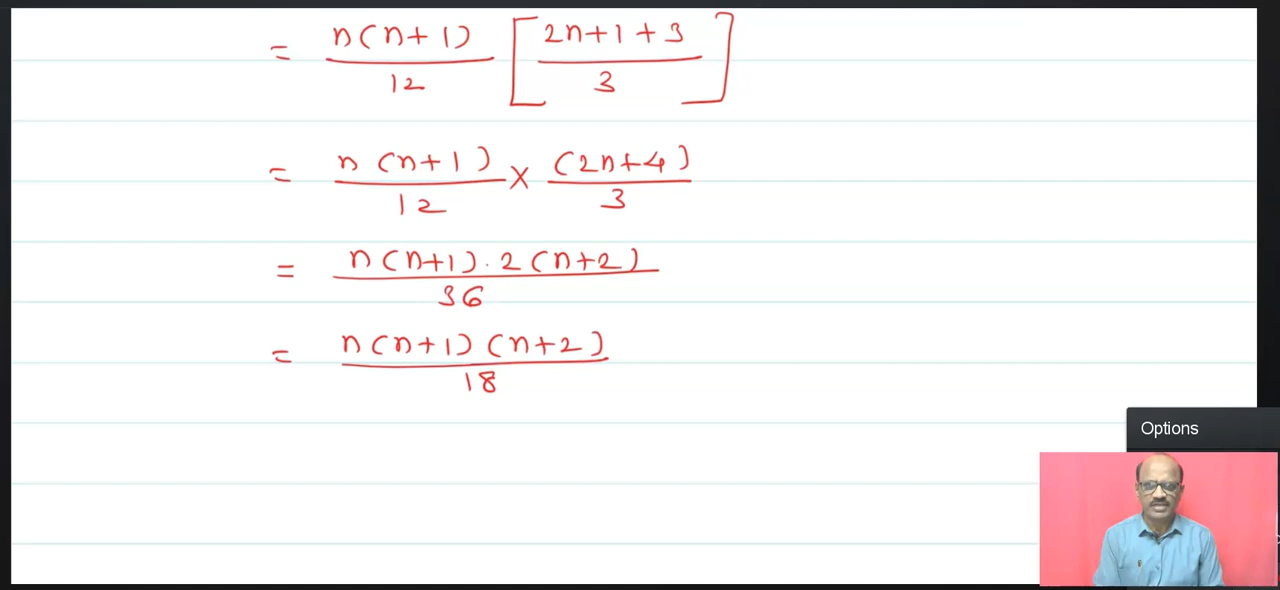 = n(n+1)/12 [ 2n+1+3/3 ]
= n(n+1)/12 × (2n+4)/3
= n(n+1).2(n+2)/36
= n(n+1)(n+2)/18
Options